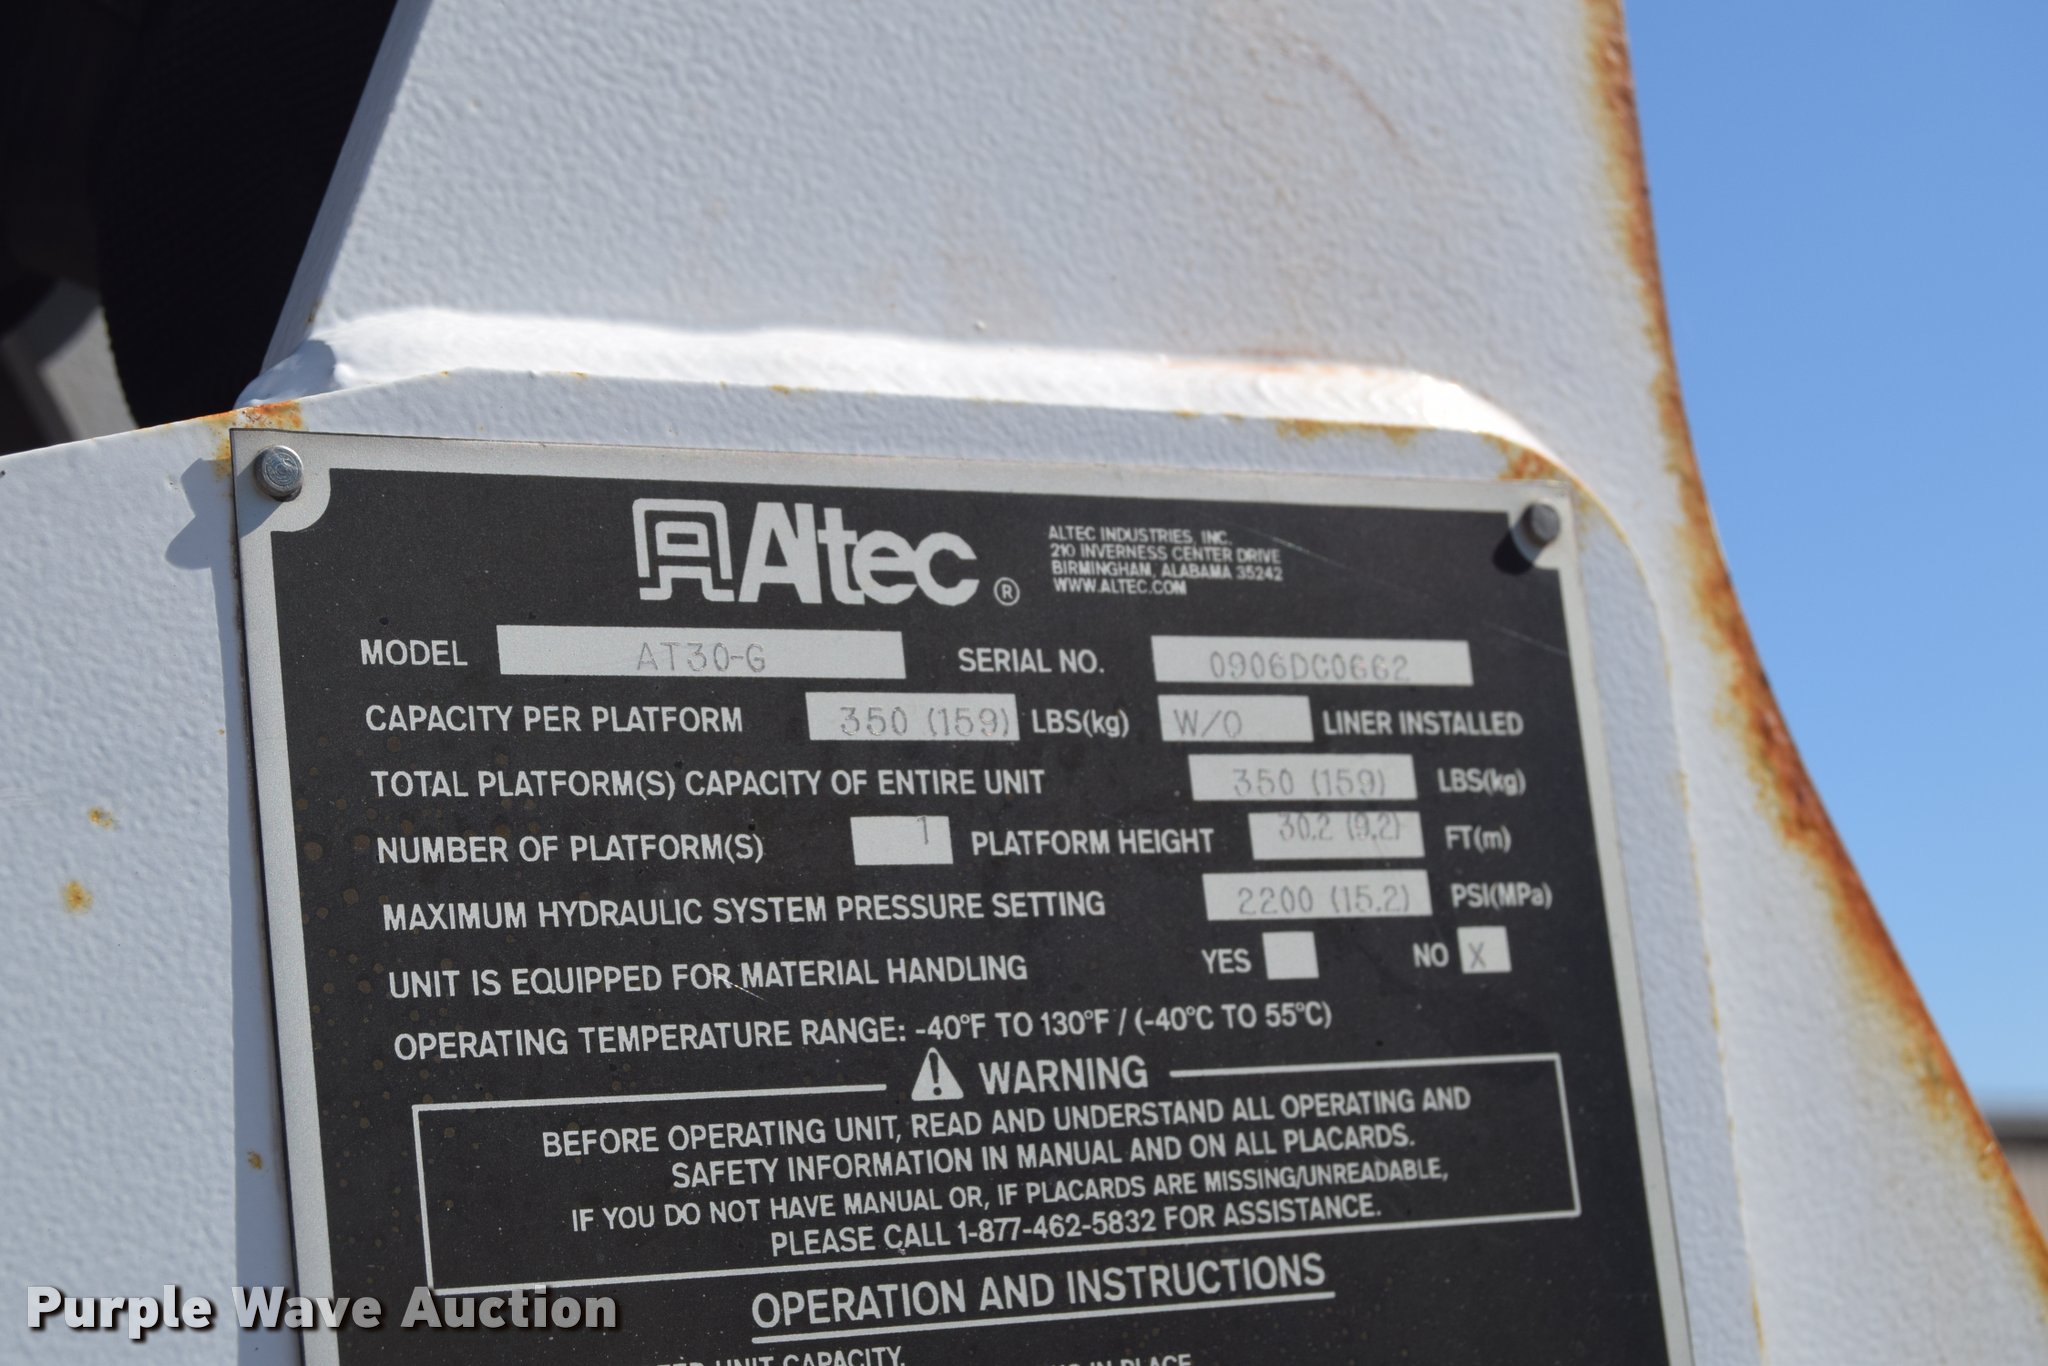 Altec ®
ALTEC INDUSTRIES, INC.
210 INVERNESS CENTER DRIVE
BIRMINGHAM, ALABAMA 35242
WWW.ALTEC.COM
MODEL AT30-G SERIAL NO. 0906DC0662
CAPACITY PER PLATFORM 350 (159) LBS(kg) W/O LINER INSTALLED
TOTAL PLATFORM(S) CAPACITY OF ENTIRE UNIT 350 (159) LBS(kg)
NUMBER OF PLATFORM(S) 1 PLATFORM HEIGHT 30.2 (9.2) FT(m)
MAXIMUM HYDRAULIC SYSTEM PRESSURE SETTING 2200 (15.2) PSI(MPa)
UNIT IS EQUIPPED FOR MATERIAL HANDLING YES NO X
OPERATING TEMPERATURE RANGE: -40°F TO 130°F / (-40°C TO 55°C)
WARNING
BEFORE OPERATING UNIT, READ AND UNDERSTAND ALL OPERATING AND
SAFETY INFORMATION IN MANUAL AND ON ALL PLACARDS.
IF YOU DO NOT HAVE MANUAL OR, IF PLACARDS ARE MISSING/UNREADABLE,
PLEASE CALL 1-877-462-5832 FOR ASSISTANCE.
OPERATION AND INSTRUCTIONS
UNIT CAPACITY.
IN PLACE
Purple Wave Auction